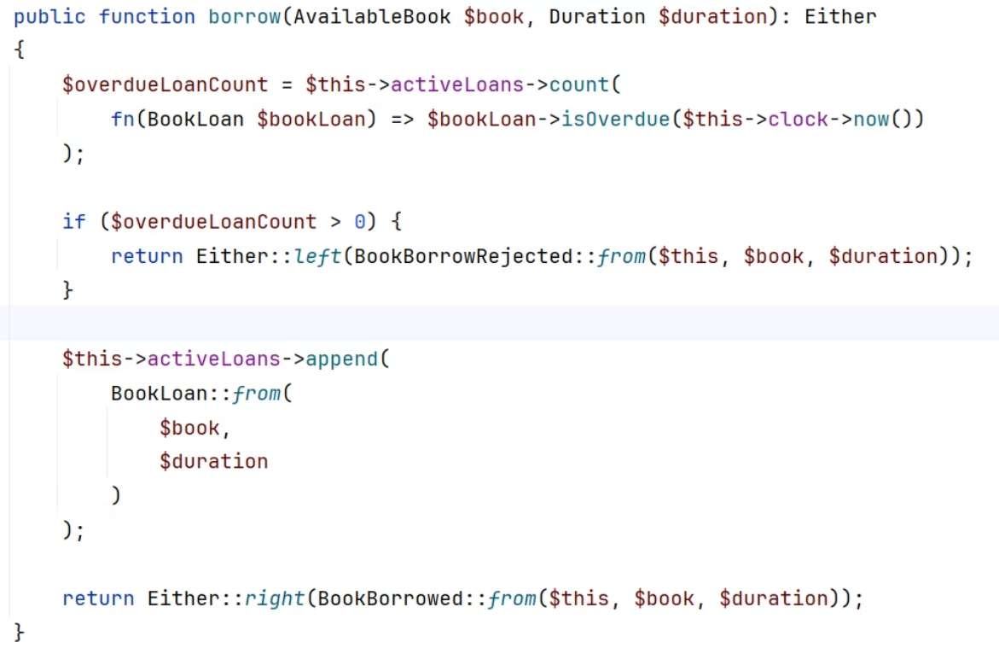 public function borrow(AvailableBook $book, Duration $duration): Either
{
    $overdueLoanCount = $this->activeLoans->count(
        fn(BookLoan $bookLoan) => $bookLoan->isOverdue($this->clock->now())
    );

    if ($overdueLoanCount > 0) {
        return Either::left(BookBorrowRejected::from($this, $book, $duration));
    }

    $this->activeLoans->append(
        BookLoan::from(
            $book,
            $duration
        )
    );

    return Either::right(BookBorrowed::from($this, $book, $duration));
}